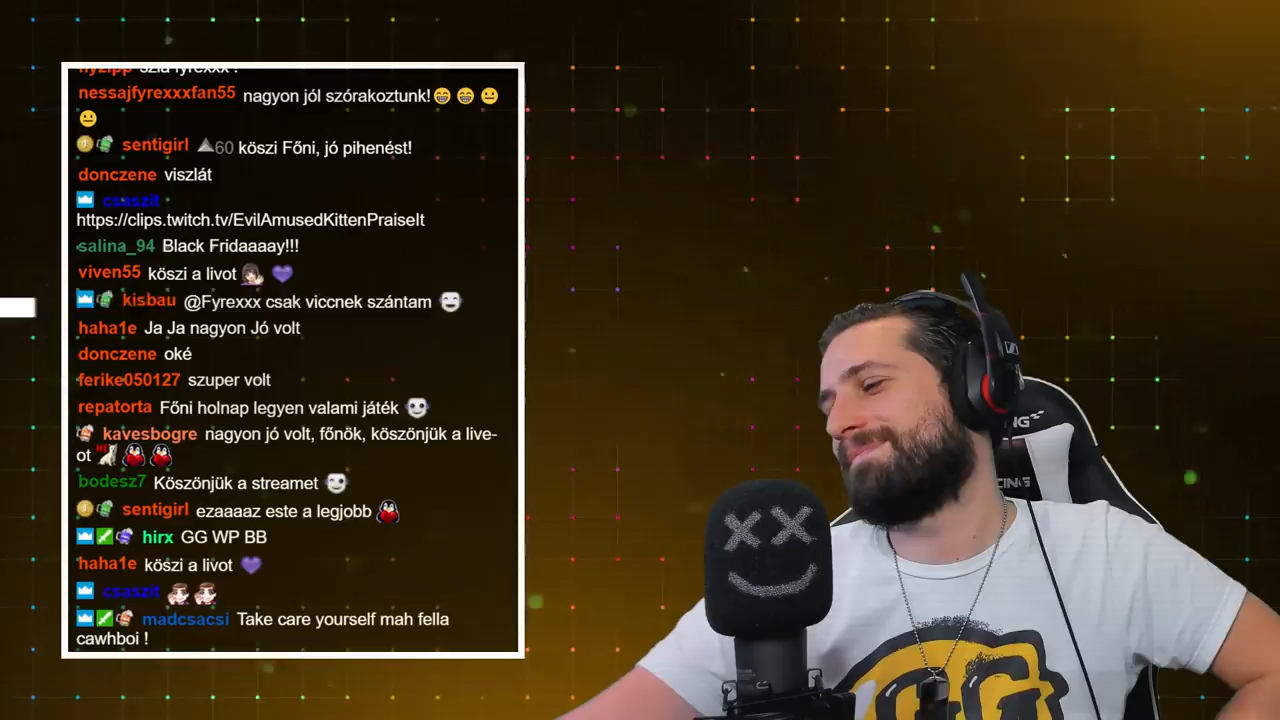 nessajfyrexxxfan55 nagyon jól szórakoztunk!
sentigirl 60 köszi Főni, jó pihenést!
donczene viszlát
csaszit
https://clips.twitch.tv/EvilAmusedKittenPraiseIt
salina_94 Black Fridaaaay!!!
viven55 köszi a livot
kisbau @Fyrexxx csak viccnek szántam
haha1e Ja Ja nagyon Jó volt
donczene oké
ferike050127 szuper volt
repatorta Főni holnap legyen valami játék
kavesbogre nagyon jó volt, főnök, köszönjük a live-
ot
bodesz7 Köszönjük a streamet
sentigirl ezaaaaz este a legjobb
hirx GG WP BB
haha1e köszi a livot
csaszit
madcsacsi Take care yourself mah fella
cawhboi !